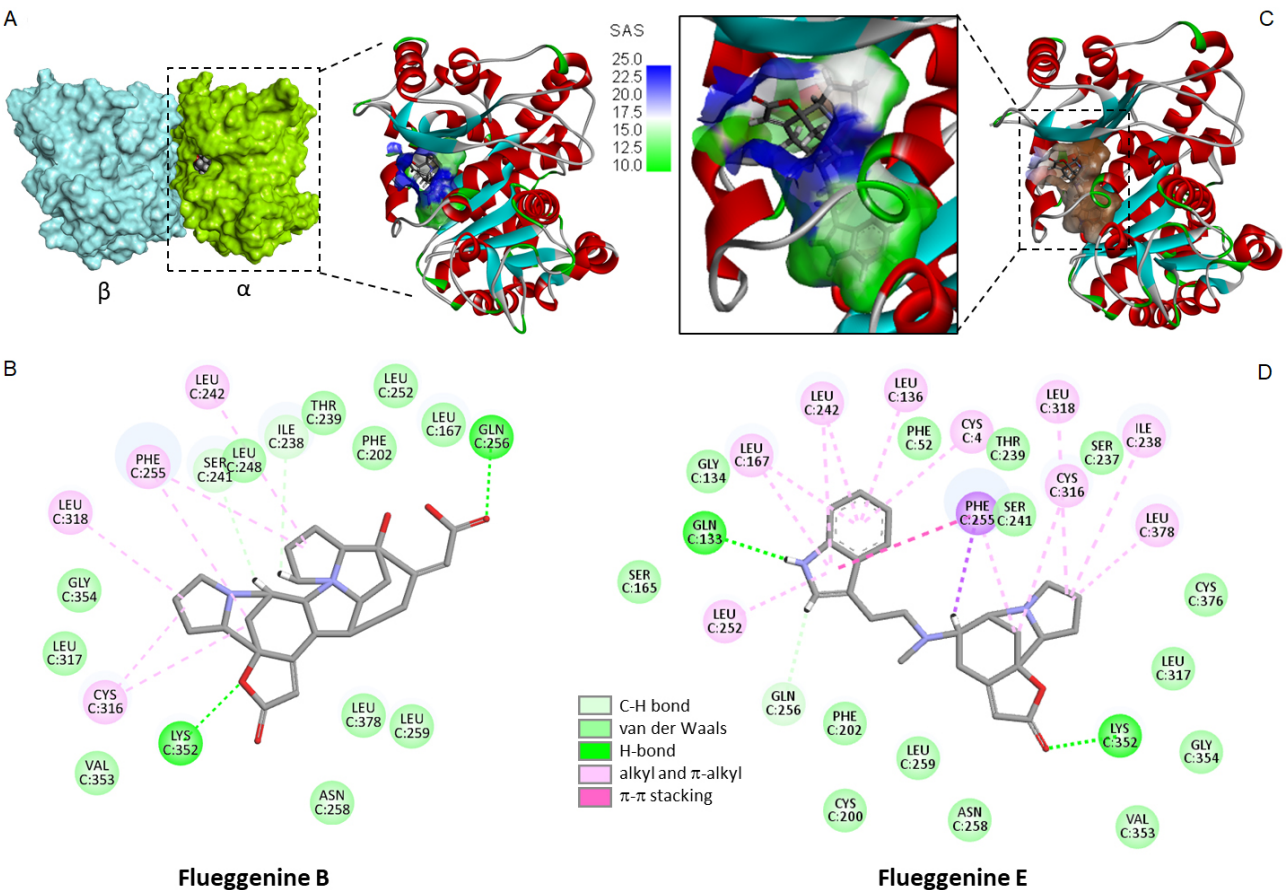 A
SAS
25.0
22.5
20.0
17.5
15.0
12.5
10.0
C
β
α
B
LEU
C:242
LEU
C:252
THR
C:239
ILE
C:238
LEU
C:167
GLN
C:256
PHE
C:202
PHE
C:255
SER
C:241
LEU
C:248
LEU
C:318
GLY
C:354
LEU
C:317
CYS
C:316
LYS
C:352
VAL
C:353
LEU
C:378
LEU
C:259
ASN
C:258
Flueggenine B
D
LEU
C:242
LEU
C:136
LEU
C:318
CYS
C:4
ILE
C:238
PHE
C:52
THR
C:239
SER
C:237
LEU
C:167
GLY
C:134
CYS
C:316
PHE
C:255
SER
C:241
LEU
C:378
GLN
C:133
SER
C:165
CYS
C:376
LEU
C:252
LEU
C:317
GLN
C:256
PHE
C:202
LYS
C:352
GLY
C:354
LEU
C:259
CYS
C:200
ASN
C:258
VAL
C:353
C-H bond
van der Waals
H-bond
alkyl and π-alkyl
π-π stacking
Flueggenine E